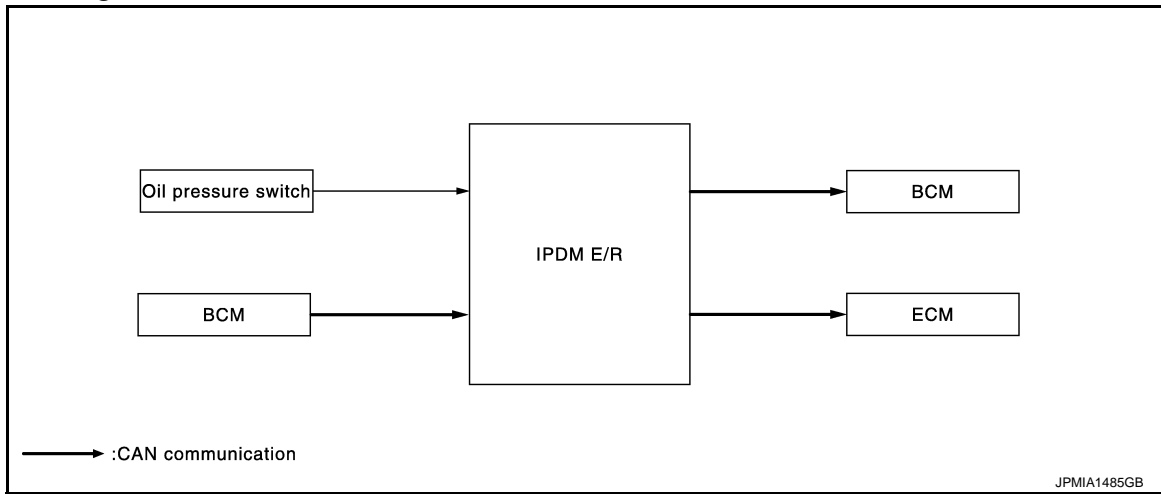 Oil pressure switch
BCM
IPDM E/R
BCM
ECM
:CAN communication
JPMIA1485GB